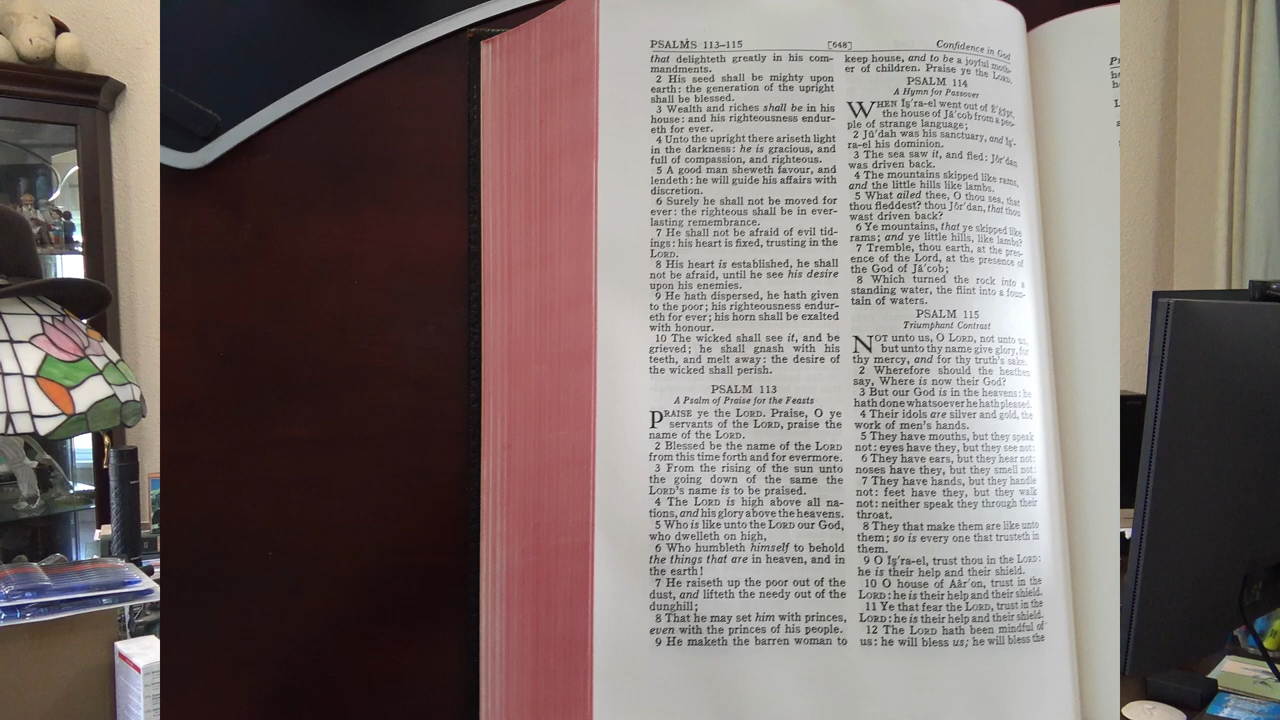 PSALMS 113–115
[648]
Confidence in God
that delighteth greatly in his com-
mandments.
2 His seed shall be mighty upon
earth: the generation of the upright
shall be blessed.
3 Wealth and riches shall be in his
house: and his righteousness endur-
eth for ever.
4 Unto the upright there ariseth light
in the darkness: he is gracious, and
full of compassion, and righteous.
5 A good man sheweth favour, and
lendeth: he will guide his affairs with
discretion.
6 Surely he shall not be moved for
ever: the righteous shall be in ever-
lasting remembrance.
7 He shall not be afraid of evil tid-
ings: his heart is fixed, trusting in the
LORD.
8 His heart is established, he shall
not be afraid, until he see his desire
upon his enemies.
9 He hath dispersed, he hath given
to the poor; his righteousness endur-
eth for ever; his horn shall be exalted
with honour.
10 The wicked shall see it, and be
grieved; he shall gnash with his
teeth, and melt away: the desire of
the wicked shall perish.
PSALM 113
A Psalm of Praise for the Feasts
PRAISE ye the LORD. Praise, O ye
servants of the LORD, praise the
name of the LORD.
2 Blessed be the name of the LORD
from this time forth and for evermore.
3 From the rising of the sun unto
the going down of the same the
LORD'S name is to be praised.
4 The LORD is high above all na-
tions, and his glory above the heavens.
5 Who is like unto the LORD our God,
who dwelleth on high,
6 Who humbleth himself to behold
the things that are in heaven, and in
the earth!
7 He raiseth up the poor out of the
dust, and lifteth the needy out of the
dunghill;
8 That he may set him with princes,
even with the princes of his people.
9 He maketh the barren woman to
keep house, and to be a joyful moth-
er of children. Praise ye the LORD.
PSALM 114
A Hymn for Passover
WHEN Ĭş′ra-el went out of E′ġypt,
the house of Jā′cob from a peo-
ple of strange language;
2 Jū′dah was his sanctuary, and Ĭş′-
ra-el his dominion.
3 The sea saw it, and fled: Jôr′dan
was driven back.
4 The mountains skipped like rams,
and the little hills like lambs.
5 What ailed thee, O thou sea, that
thou fleddest? thou Jôr′dan, that thou
wast driven back?
6 Ye mountains, that ye skipped like
rams; and ye little hills, like lambs?
7 Tremble, thou earth, at the pres-
ence of the Lord, at the presence of
the God of Jā′cob;
8 Which turned the rock into a
standing water, the flint into a foun-
tain of waters.
PSALM 115
Triumphant Contrast
NOT unto us, O LORD, not unto us,
but unto thy name give glory, for
thy mercy, and for thy truth's sake.
2 Wherefore should the heathen
say, Where is now their God?
3 But our God is in the heavens: he
hath done whatsoever he hath pleased.
4 Their idols are silver and gold, the
work of men's hands.
5 They have mouths, but they speak
not: eyes have they, but they see not:
6 They have ears, but they hear not:
noses have they, but they smell not:
7 They have hands, but they handle
not: feet have they, but they walk
not: neither speak they through their
throat.
8 They that make them are like unto
them; so is every one that trusteth in
them.
9 O Ĭş′ra-el, trust thou in the LORD:
he is their help and their shield.
10 O house of Aâr′on, trust in the
LORD: he is their help and their shield.
11 Ye that fear the LORD, trust in the
LORD: he is their help and their shield.
12 The LORD hath been mindful of
us: he will bless us; he will bless the